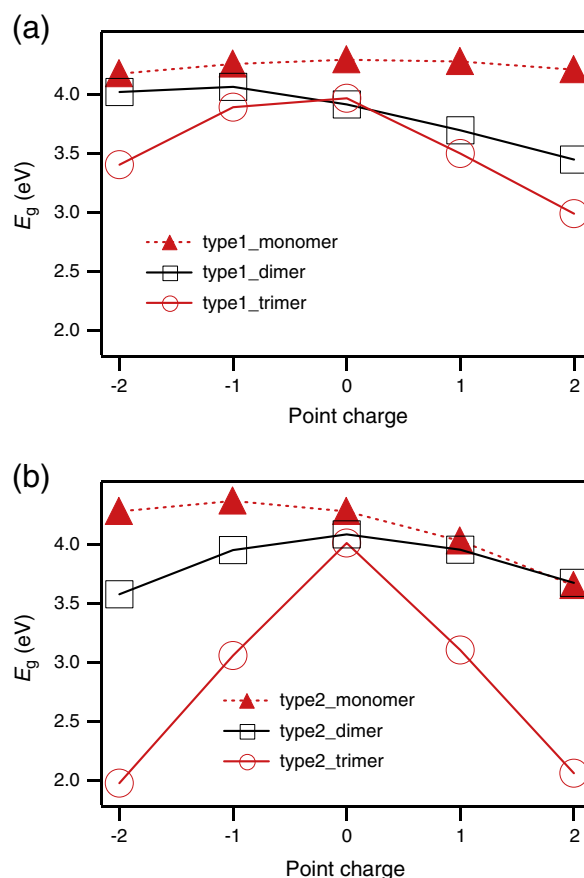 (a)
4.0
3.5
3.0
2.5
2.0
Eg (eV)
type1_monomer
type1_dimer
type1_trimer
-2 -1 0 1 2
Point charge
(b)
4.0
3.5
3.0
2.5
2.0
Eg (eV)
type2_monomer
type2_dimer
type2_trimer
-2 -1 0 1 2
Point charge